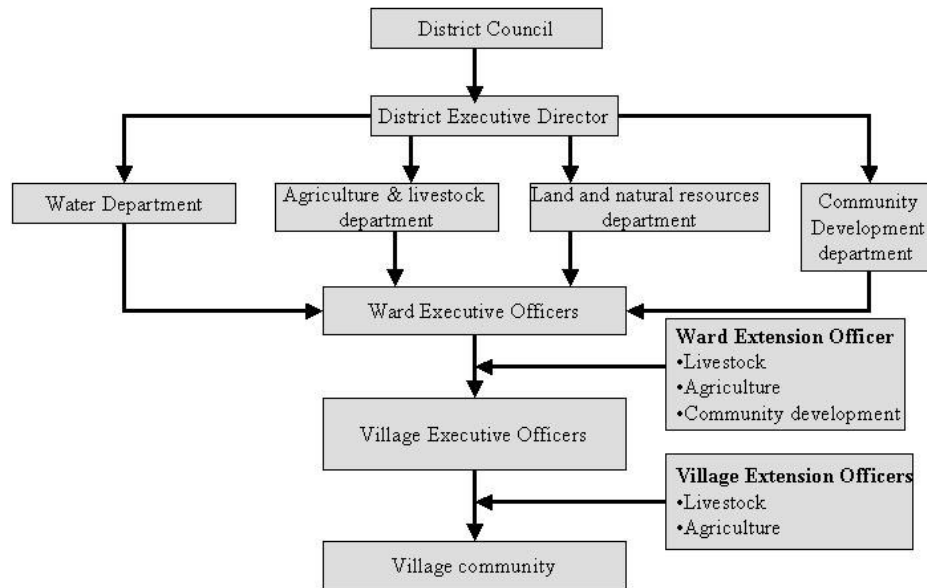 District Council
District Executive Director
Water Department
Agriculture & livestock
department
Land and natural resources
department
Community
Development
department
Ward Executive Officers
Ward Extension Officer
•Livestock
•Agriculture
•Community development
Village Executive Officers
Village Extension Officers
•Livestock
•Agriculture
Village community